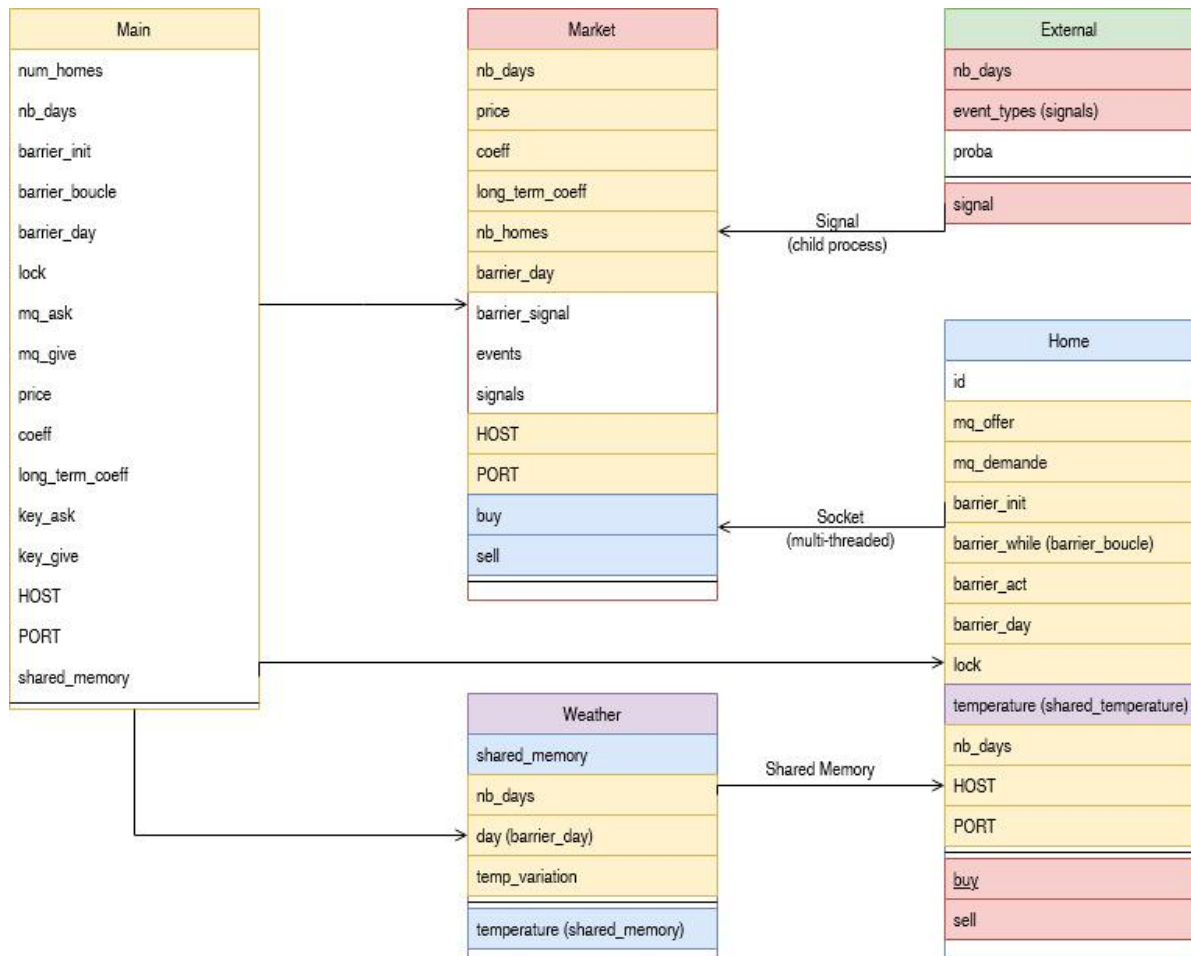 Main
num_homes
nb_days
barrier_init
barrier_boucle
barrier_day
lock
mq_ask
mq_give
price
coeff
long_term_coeff
key_ask
key_give
HOST
PORT
shared_memory
Market
nb_days
price
coeff
long_term_coeff
nb_homes
barrier_day
barrier_signal
events
signals
HOST
PORT
buy
sell
External
nb_days
event_types (signals)
proba
signal
Signal
(child process)
Home
id
mq_offer
mq_demande
barrier_init
barrier_while (barrier_boucle)
barrier_act
barrier_day
lock
temperature (shared_temperature)
nb_days
HOST
PORT
buy
sell
Socket
(multi-threaded)
Weather
shared_memory
nb_days
day (barrier_day)
temp_variation
temperature (shared_memory)
Shared Memory